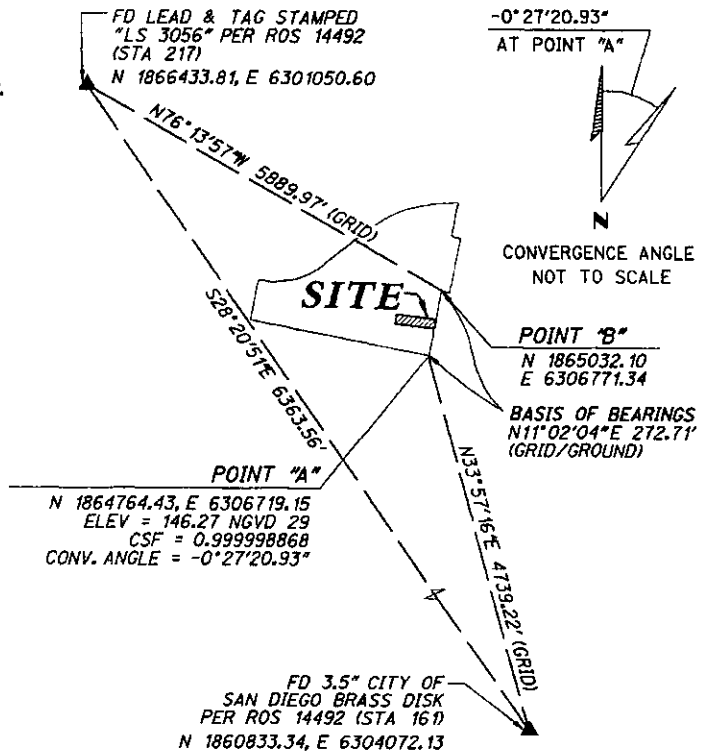 FD LEAD & TAG STAMPED
"LS 3056" PER ROS 14492
(STA 217)
N 1866433.81, E 6301050.60
-0°27'20.93"
AT POINT "A"
N
CONVERGENCE ANGLE
NOT TO SCALE
N76°13'57"W 5889.97' (GRID)
SITE
S28°20'51"E 6363.56'
POINT "B"
N 1865032.10
E 6306771.34
BASIS OF BEARINGS
N11°02'04"E 272.71'
(GRID/GROUND)
POINT "A"
N 1864764.43, E 6306719.15
ELEV = 146.27 NGVD 29
CSF = 0.999998868
CONV. ANGLE = -0°27'20.93"
N33°57'16"E 4739.22' (GRID)
FD 3.5" CITY OF
SAN DIEGO BRASS DISK
PER ROS 14492 (STA 161)
N 1860833.34, E 6304072.13